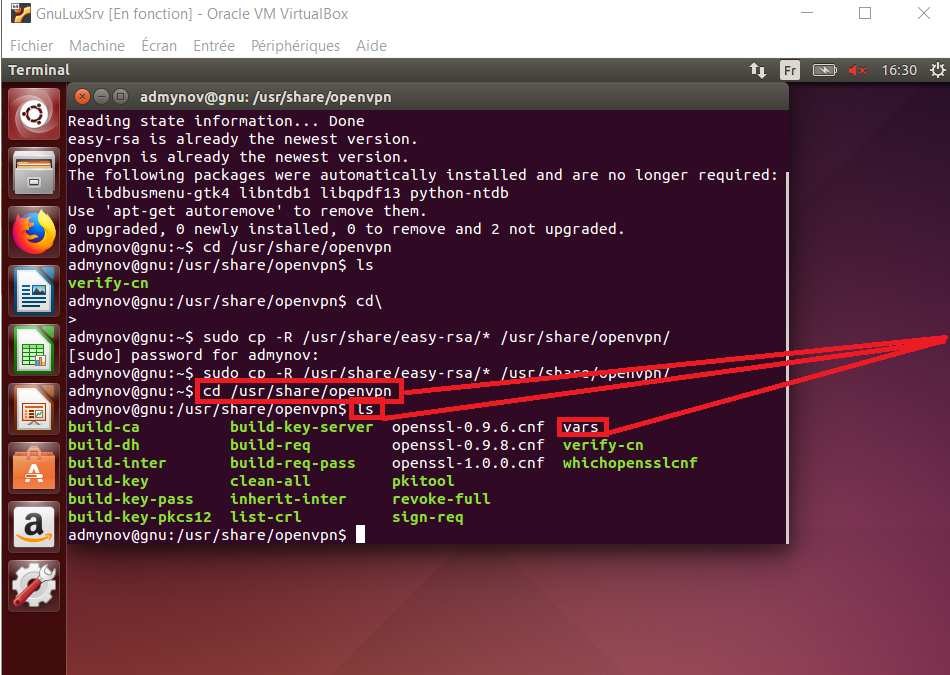 GnuLuxSrv [En fonction] - Oracle VM VirtualBox
Fichier Machine Écran Entrée Périphériques Aide
Terminal Fr 16:30
admynov@gnu: /usr/share/openvpn
Reading state information... Done
easy-rsa is already the newest version.
openvpn is already the newest version.
The following packages were automatically installed and are no longer required:
  libdbusmenu-gtk4 libntdb1 libqpdf13 python-ntdb
Use 'apt-get autoremove' to remove them.
0 upgraded, 0 newly installed, 0 to remove and 2 not upgraded.
admynov@gnu:~$ cd /usr/share/openvpn
admynov@gnu:/usr/share/openvpn$ ls
verify-cn
admynov@gnu:/usr/share/openvpn$ cd\
>
admynov@gnu:~$ sudo cp -R /usr/share/easy-rsa/* /usr/share/openvpn/
[sudo] password for admynov:
admynov@gnu:~$ sudo cp -R /usr/share/easy-rsa/* /usr/share/openvpn/
admynov@gnu:~$ cd /usr/share/openvpn
admynov@gnu:/usr/share/openvpn$ ls
build-ca build-key-server openssl-0.9.6.cnf vars
build-dh build-req openssl-0.9.8.cnf verify-cn
build-inter build-req-pass openssl-1.0.0.cnf whichopensslcnf
build-key clean-all pkitool
build-key-pass inherit-inter revoke-full
build-key-pkcs12 list-crl sign-req
admynov@gnu:/usr/share/openvpn$